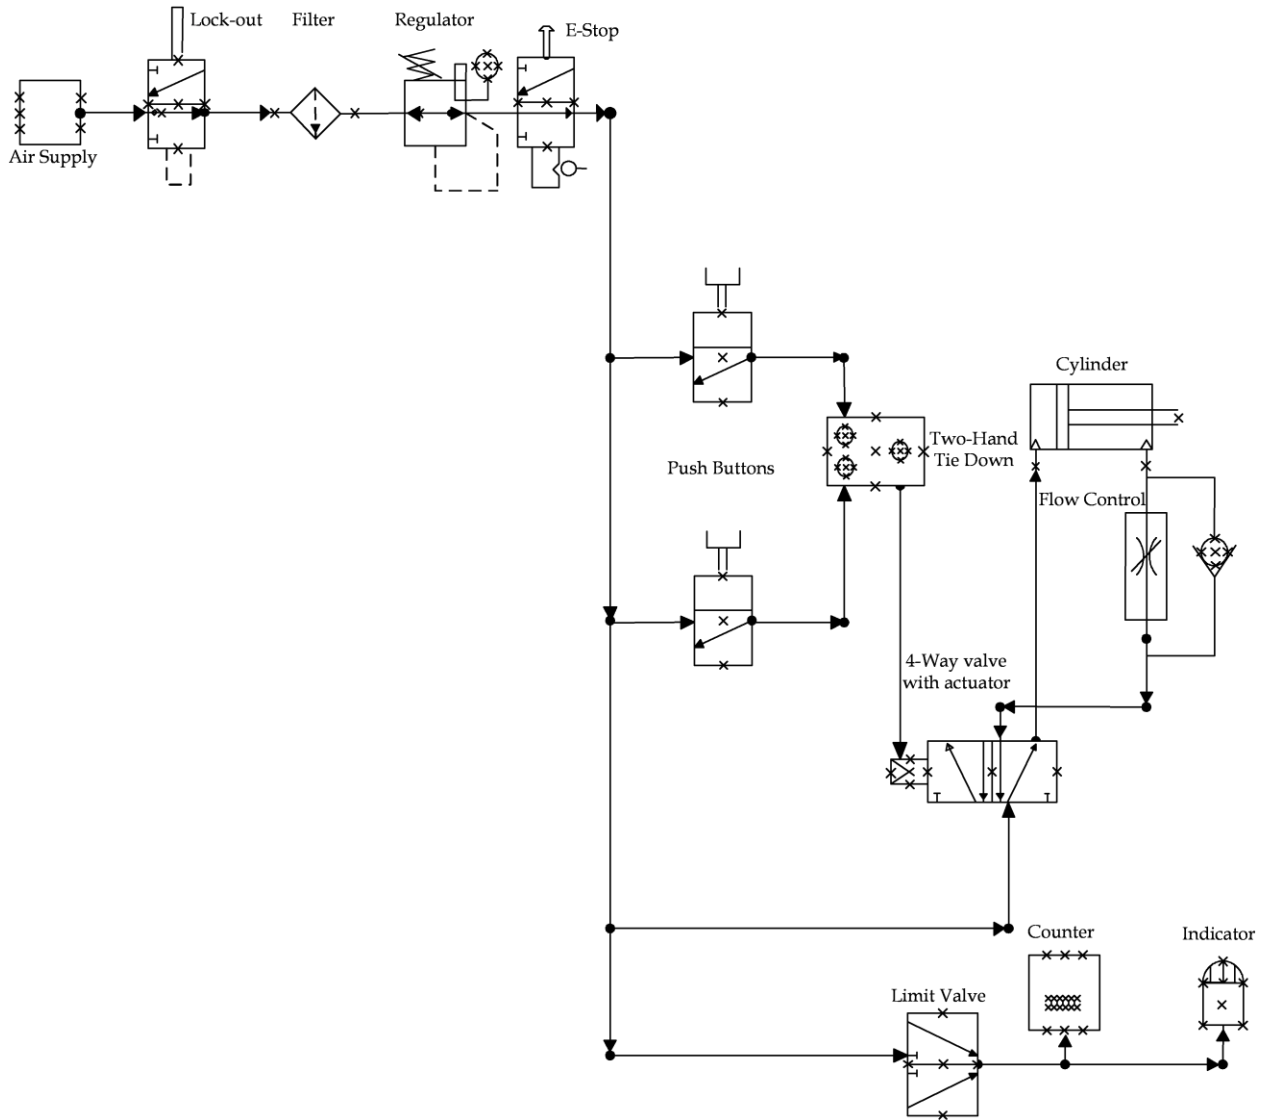 Lock-out
Filter
Regulator
E-Stop
Air Supply
Cylinder
Two-Hand
Tie Down
Push Buttons
Flow Control
4-Way valve
with actuator
Counter
Indicator
Limit Valve